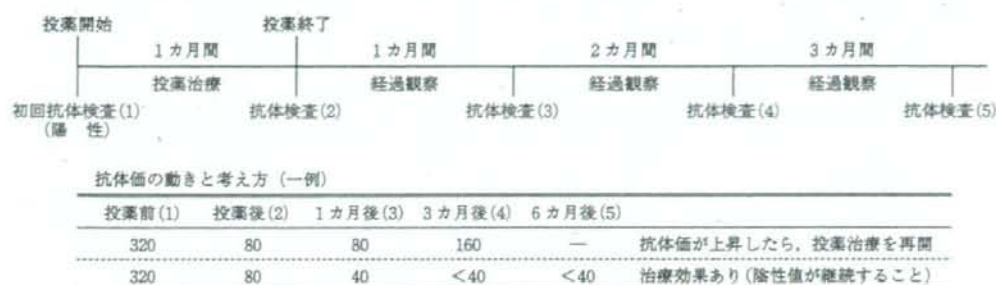 投薬開始 投薬終了
1カ月間 1カ月間 2カ月間 3カ月間
投薬治療 経過観察 経過観察 経過観察
初回抗体検査(1) 抗体検査(2) 抗体検査(3) 抗体検査(4) 抗体検査(5)
(陽 性)
抗体価の動きと考え方 (一例)
投薬前(1) 投薬後(2) 1カ月後(3) 3カ月後(4) 6カ月後(5)
320 80 80 160 — 抗体価が上昇したら,投薬治療を再開
320 80 40 <40 <40 治療効果あり(陰性値が継続すること)